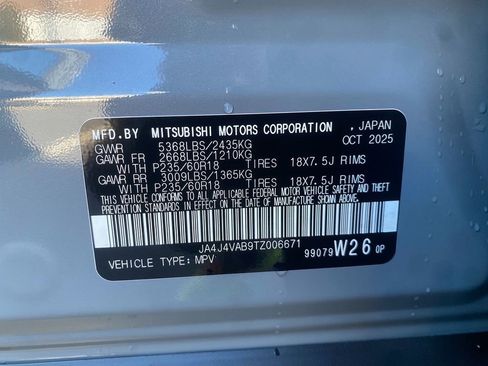 MFD.BY MITSUBISHI MOTORS CORPORATION , JAPAN
GVWR 5368LBS/2435KG OCT 2025
GAWR FR 2668LBS/1210KG
WITH P235/60R18 TIRES 18X7.5J RIMS
GAWR RR 3009LBS/1365KG
WITH P235/60R18 TIRES 18X7.5J RIMS
THIS VEHICLE CONFORMS TO ALL APPLICABLE FEDERAL MOTOR VEHICLE SAFETY AND THEFT
PREVENTION STANDARDS IN EFFECT ON THE DATE OF MANUFACTURE SHOWN ABOVE.
JA4J4VAB9TZ006671
VEHICLE TYPE: MPV 99079 W26 0P